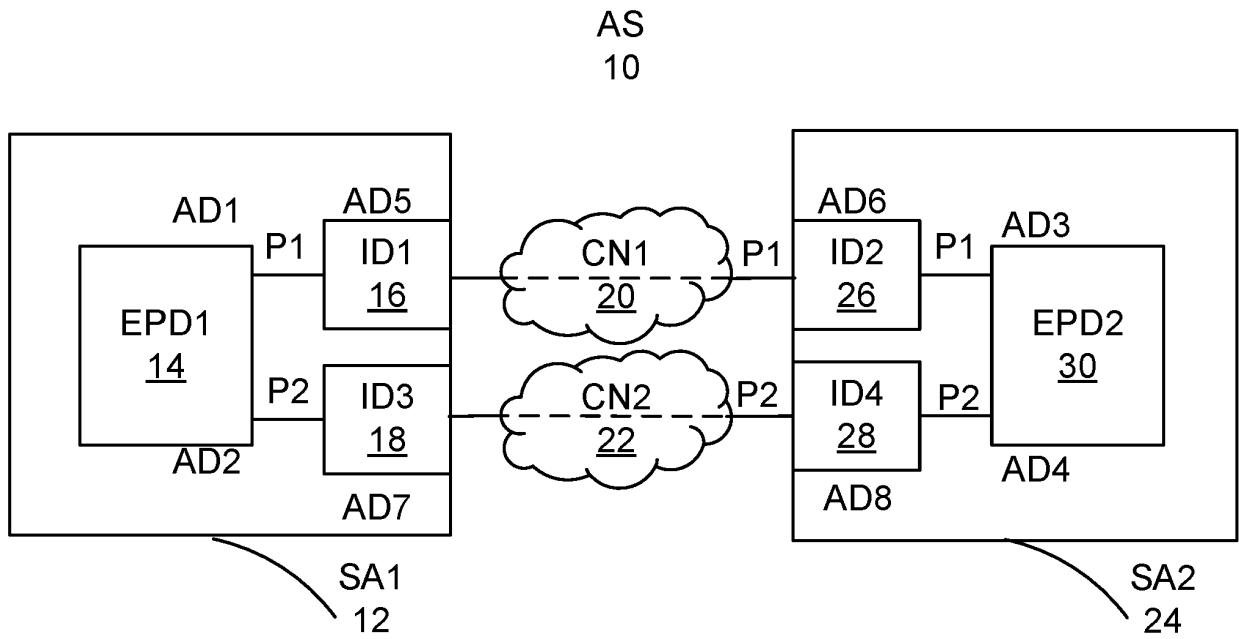 AS
10
AD1
AD5
P1
ID1
16
CN1
20
P1
AD6
ID2
26
P1
AD3
EPD1
14
EPD2
30
P2
ID3
18
CN2
22
P2
ID4
28
P2
AD2
AD7
AD8
AD4
SA1
12
SA2
24